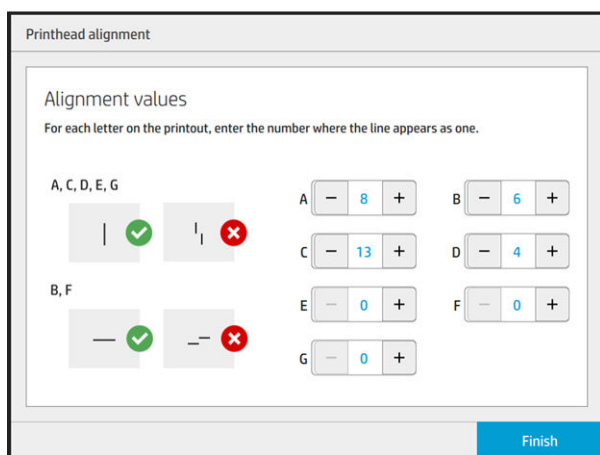 Printhead alignment
Alignment values
For each letter on the printout, enter the number where the line appears as one.
A, C, D, E, G
B, F
A − 8 +
B − 6 +
C − 13 +
D − 4 +
E − 0 +
F − 0 +
G − 0 +
Finish